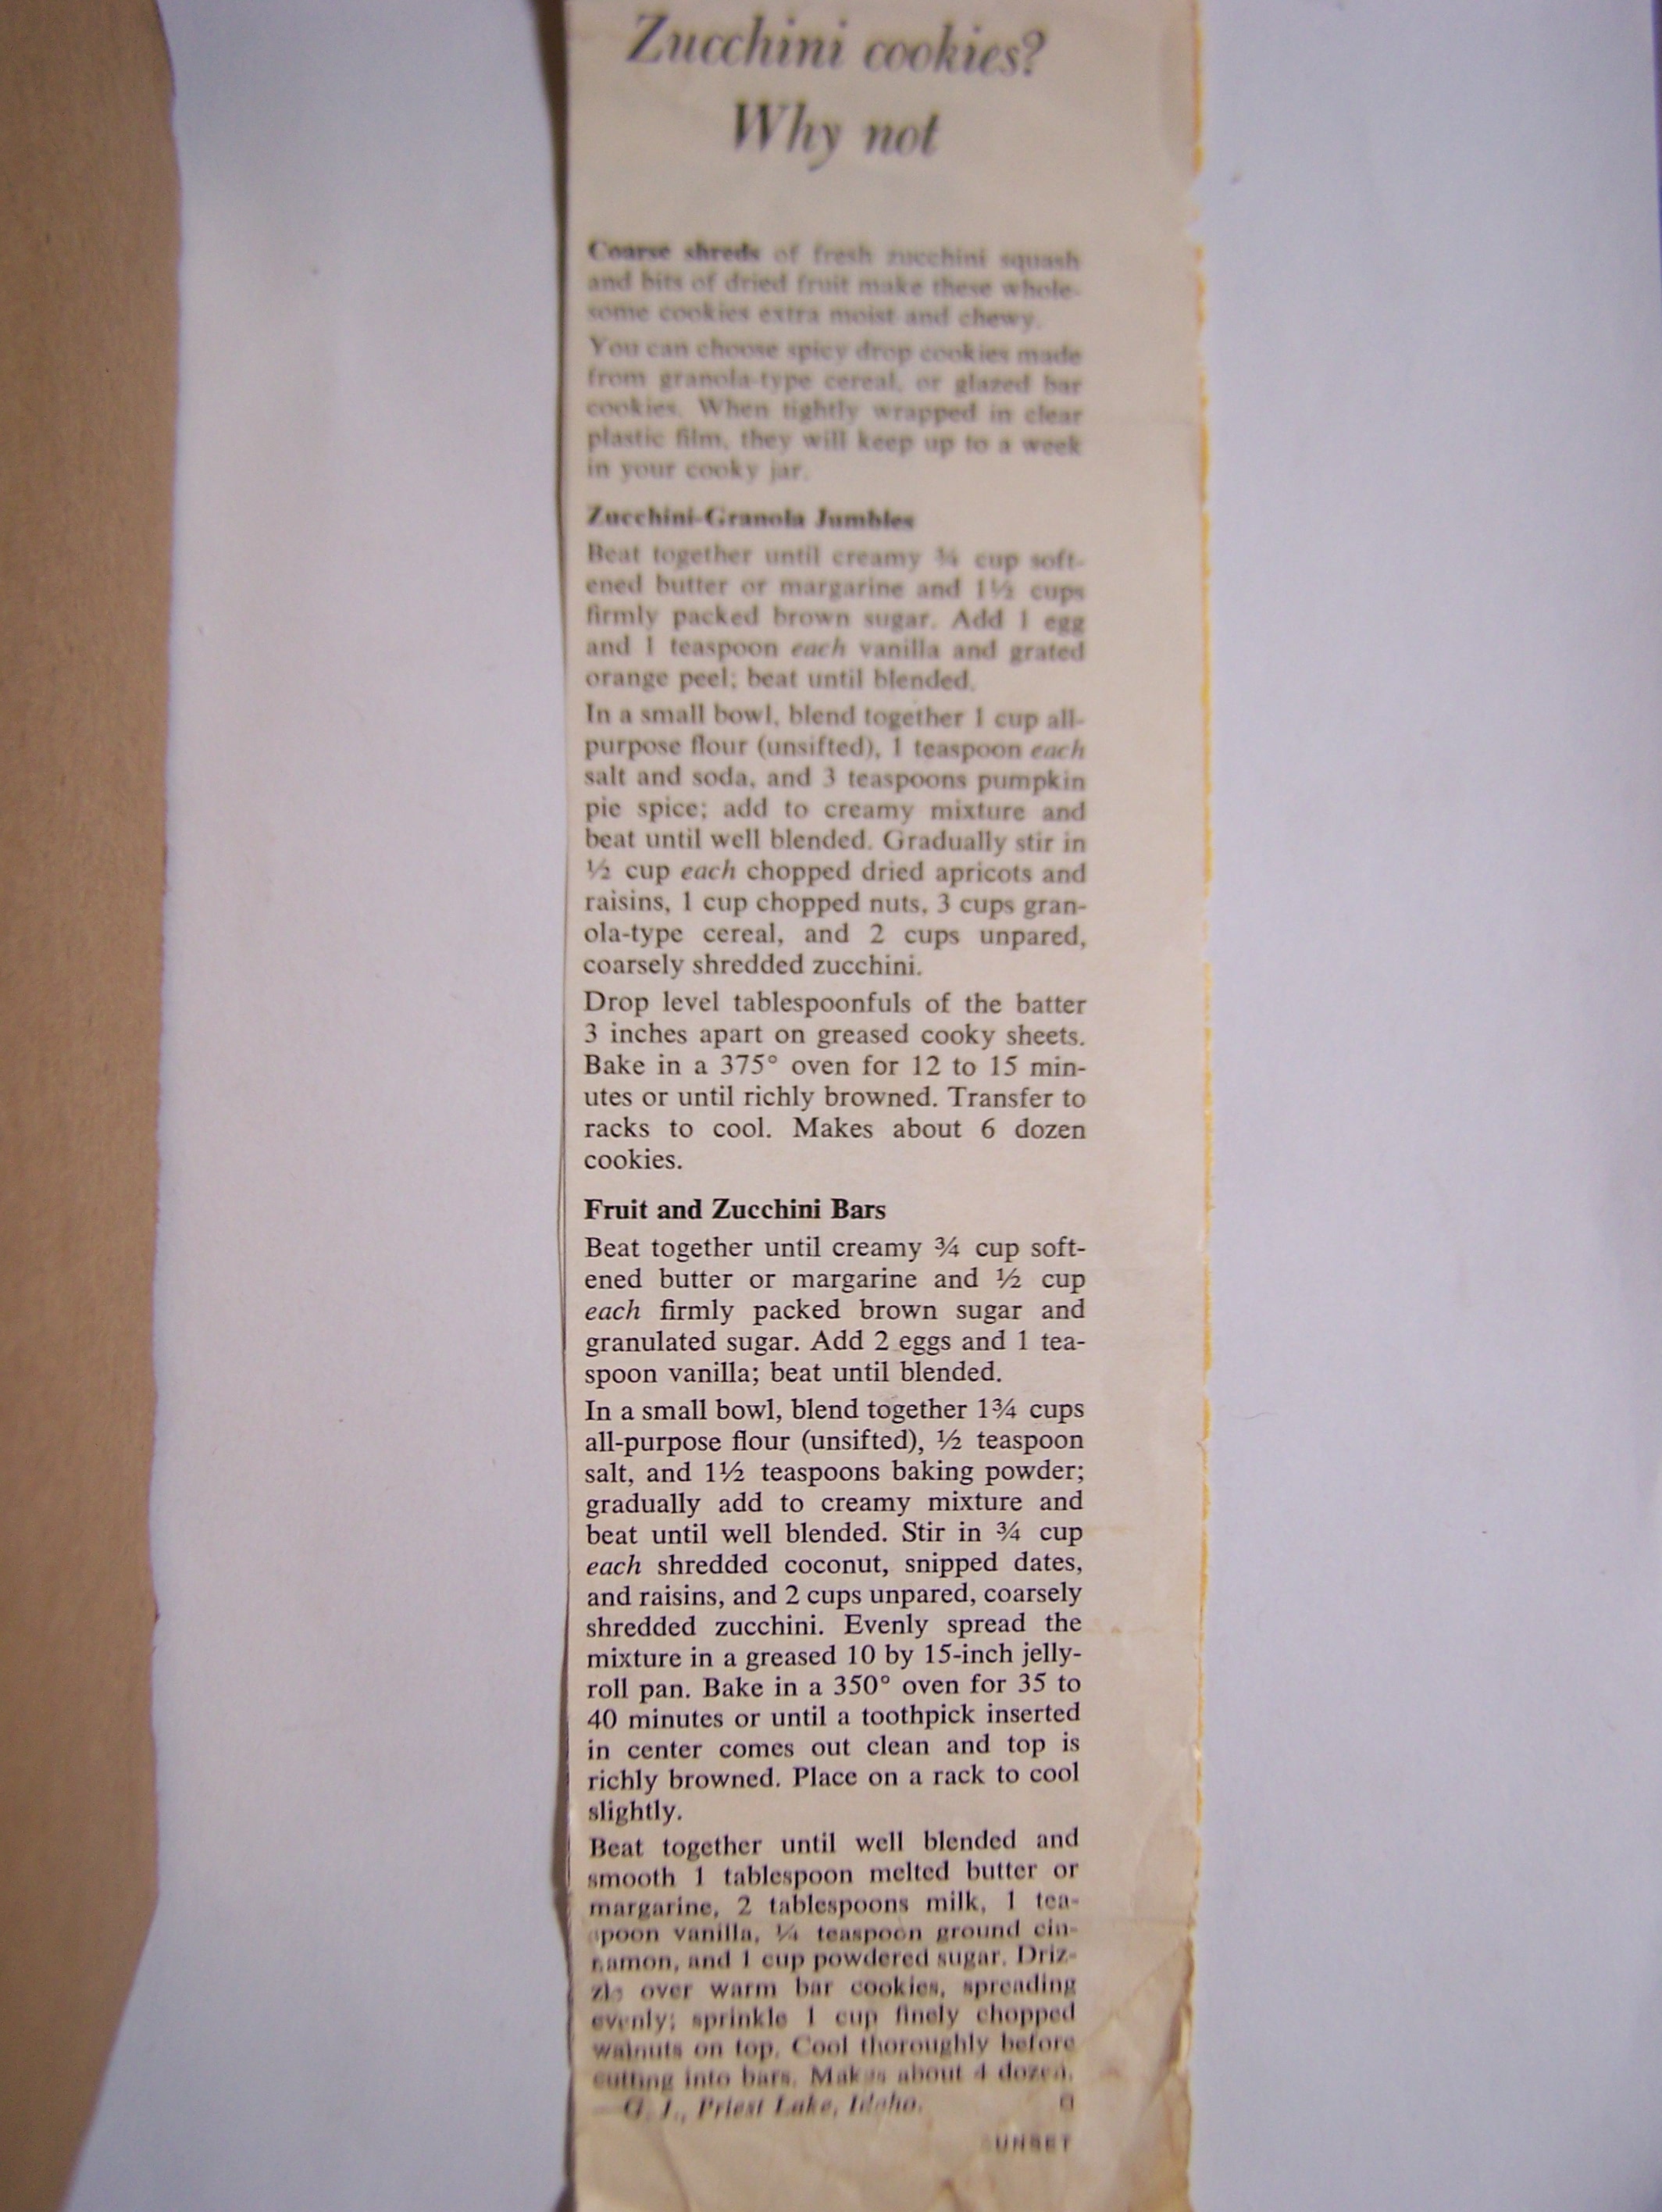 Zucchini cookies?
Why not
Coarse shreds of fresh zucchini squash
and bits of dried fruit make these whole-
some cookies extra moist and chewy.
You can choose spicy drop cookies made
from granola-type cereal, or glazed bar
cookies. When tightly wrapped in clear
plastic film, they will keep up to a week
in your cooky jar.
Zucchini-Granola Jumbles
Beat together until creamy ¾ cup soft-
ened butter or margarine and 1½ cups
firmly packed brown sugar. Add 1 egg
and 1 teaspoon each vanilla and grated
orange peel; beat until blended.
In a small bowl, blend together 1 cup all-
purpose flour (unsifted), 1 teaspoon each
salt and soda, and 3 teaspoons pumpkin
pie spice; add to creamy mixture and
beat until well blended. Gradually stir in
½ cup each chopped dried apricots and
raisins, 1 cup chopped nuts, 3 cups gran-
ola-type cereal, and 2 cups unpared,
coarsely shredded zucchini.
Drop level tablespoonfuls of the batter
3 inches apart on greased cooky sheets.
Bake in a 375° oven for 12 to 15 min-
utes or until richly browned. Transfer to
racks to cool. Makes about 6 dozen
cookies.
Fruit and Zucchini Bars
Beat together until creamy ¾ cup soft-
ened butter or margarine and ½ cup
each firmly packed brown sugar and
granulated sugar. Add 2 eggs and 1 tea-
spoon vanilla; beat until blended.
In a small bowl, blend together 1¾ cups
all-purpose flour (unsifted), ½ teaspoon
salt, and 1½ teaspoons baking powder;
gradually add to creamy mixture and
beat until well blended. Stir in ¾ cup
each shredded coconut, snipped dates,
and raisins, and 2 cups unpared, coarsely
shredded zucchini. Evenly spread the
mixture in a greased 10 by 15-inch jelly-
roll pan. Bake in a 350° oven for 35 to
40 minutes or until a toothpick inserted
in center comes out clean and top is
richly browned. Place on a rack to cool
slightly.
Beat together until well blended and
smooth 1 tablespoon melted butter or
margarine, 2 tablespoons milk, 1 tea-
spoon vanilla, ¼ teaspoon ground cin-
namon, and 1 cup powdered sugar. Driz-
zle over warm bar cookies, spreading
evenly; sprinkle 1 cup finely chopped
walnuts on top. Cool thoroughly before
cutting into bars. Makes about 4 dozen.
—G. J., Priest Lake, Idaho.
SUNSET